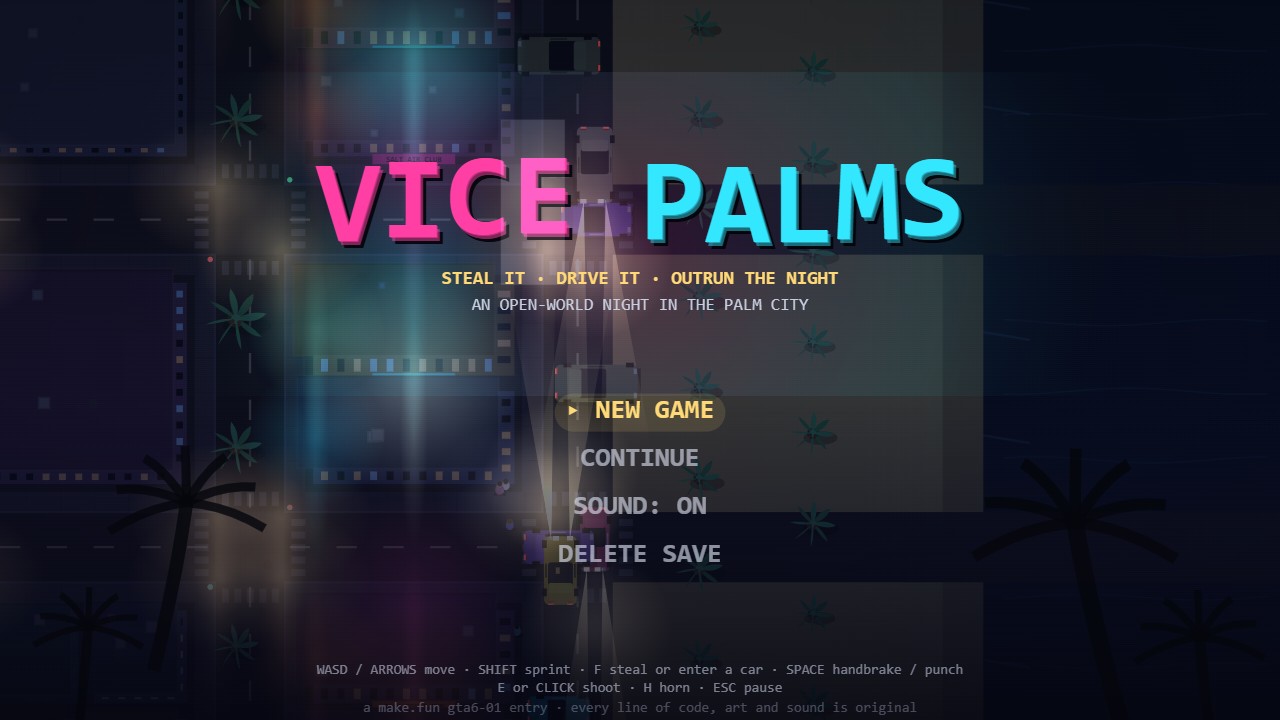 VICE PALMS
STEAL IT · DRIVE IT · OUTRUN THE NIGHT
AN OPEN-WORLD NIGHT IN THE PALM CITY
▸ NEW GAME
CONTINUE
SOUND: ON
DELETE SAVE
WASD / ARROWS move · SHIFT sprint · F steal or enter a car · SPACE handbrake / punch
E or CLICK shoot · H horn · ESC pause
a make.fun gta6-01 entry · every line of code, art and sound is original